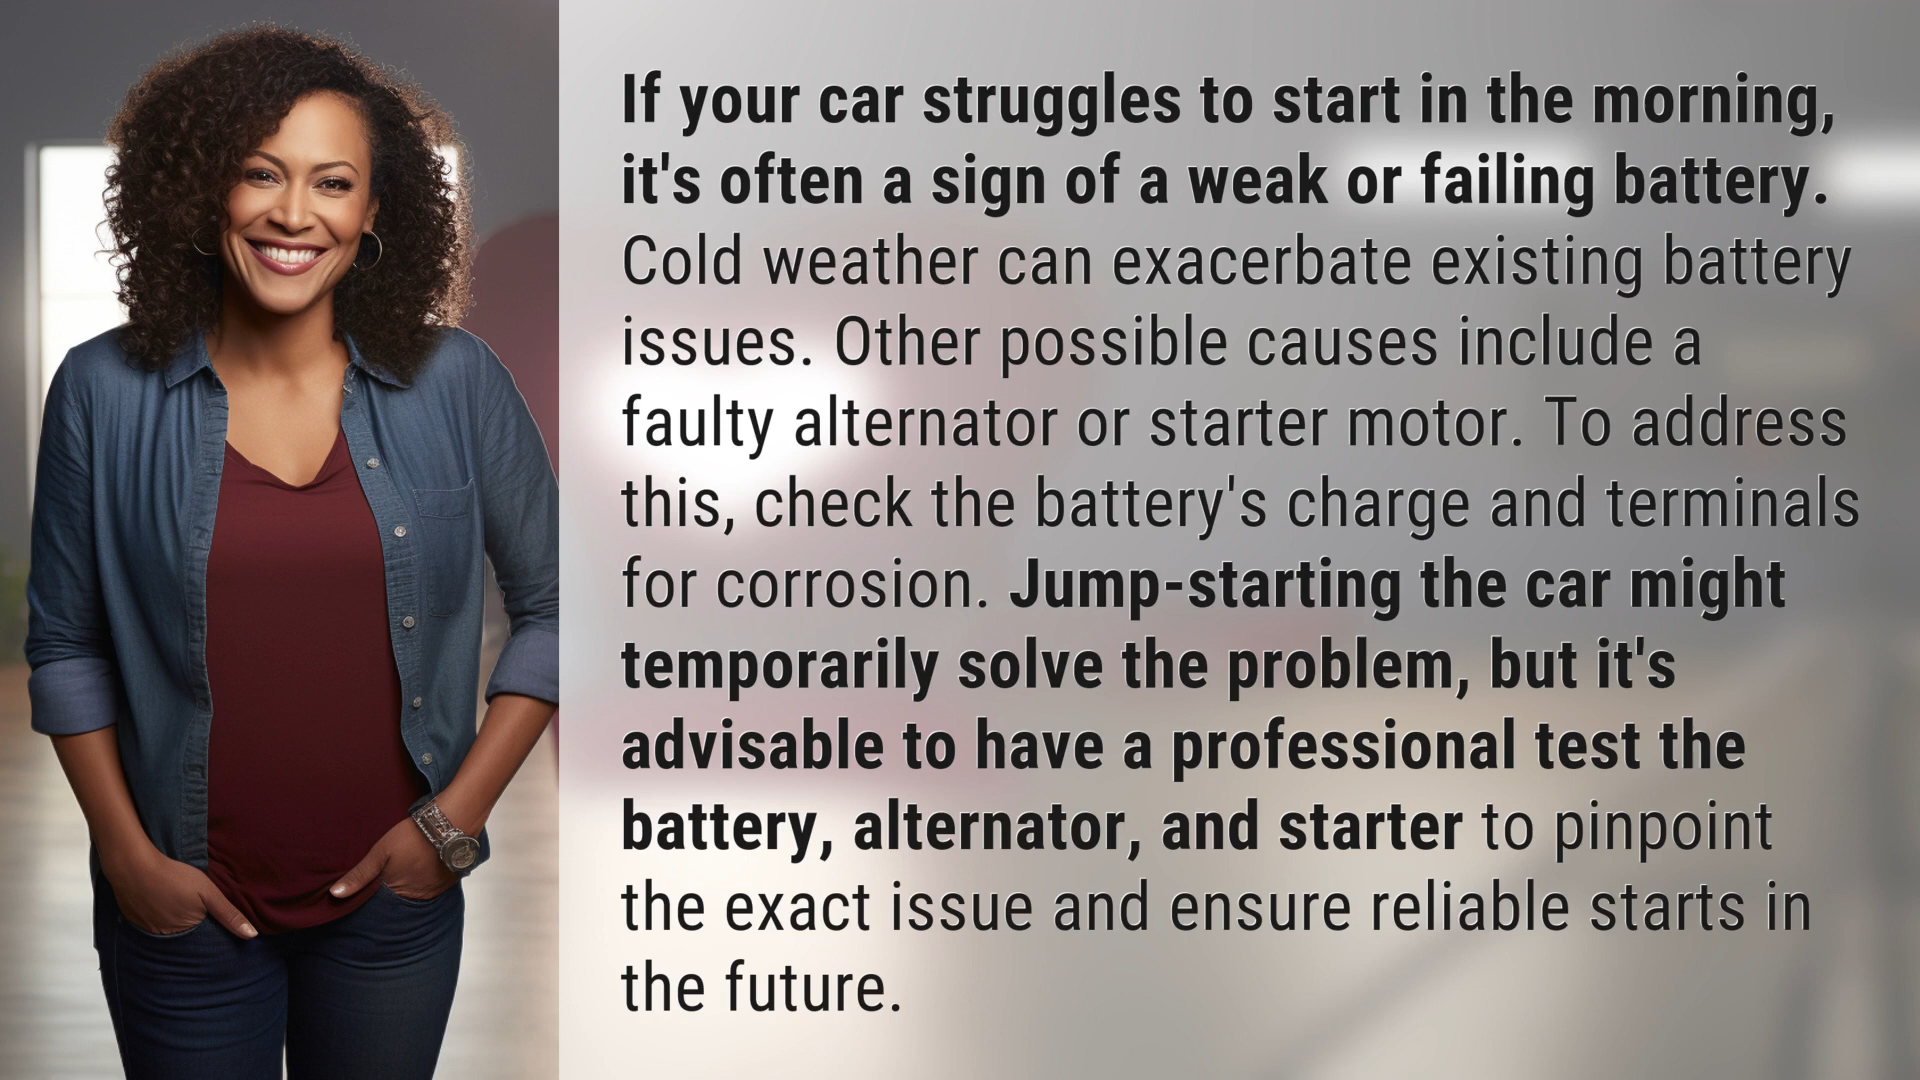 If your car struggles to start in the morning,
it's often a sign of a weak or failing battery.
Cold weather can exacerbate existing battery
issues. Other possible causes include a
faulty alternator or starter motor. To address
this, check the battery's charge and terminals
for corrosion. Jump-starting the car might
temporarily solve the problem, but it's
advisable to have a professional test the
battery, alternator, and starter to pinpoint
the exact issue and ensure reliable starts in
the future.